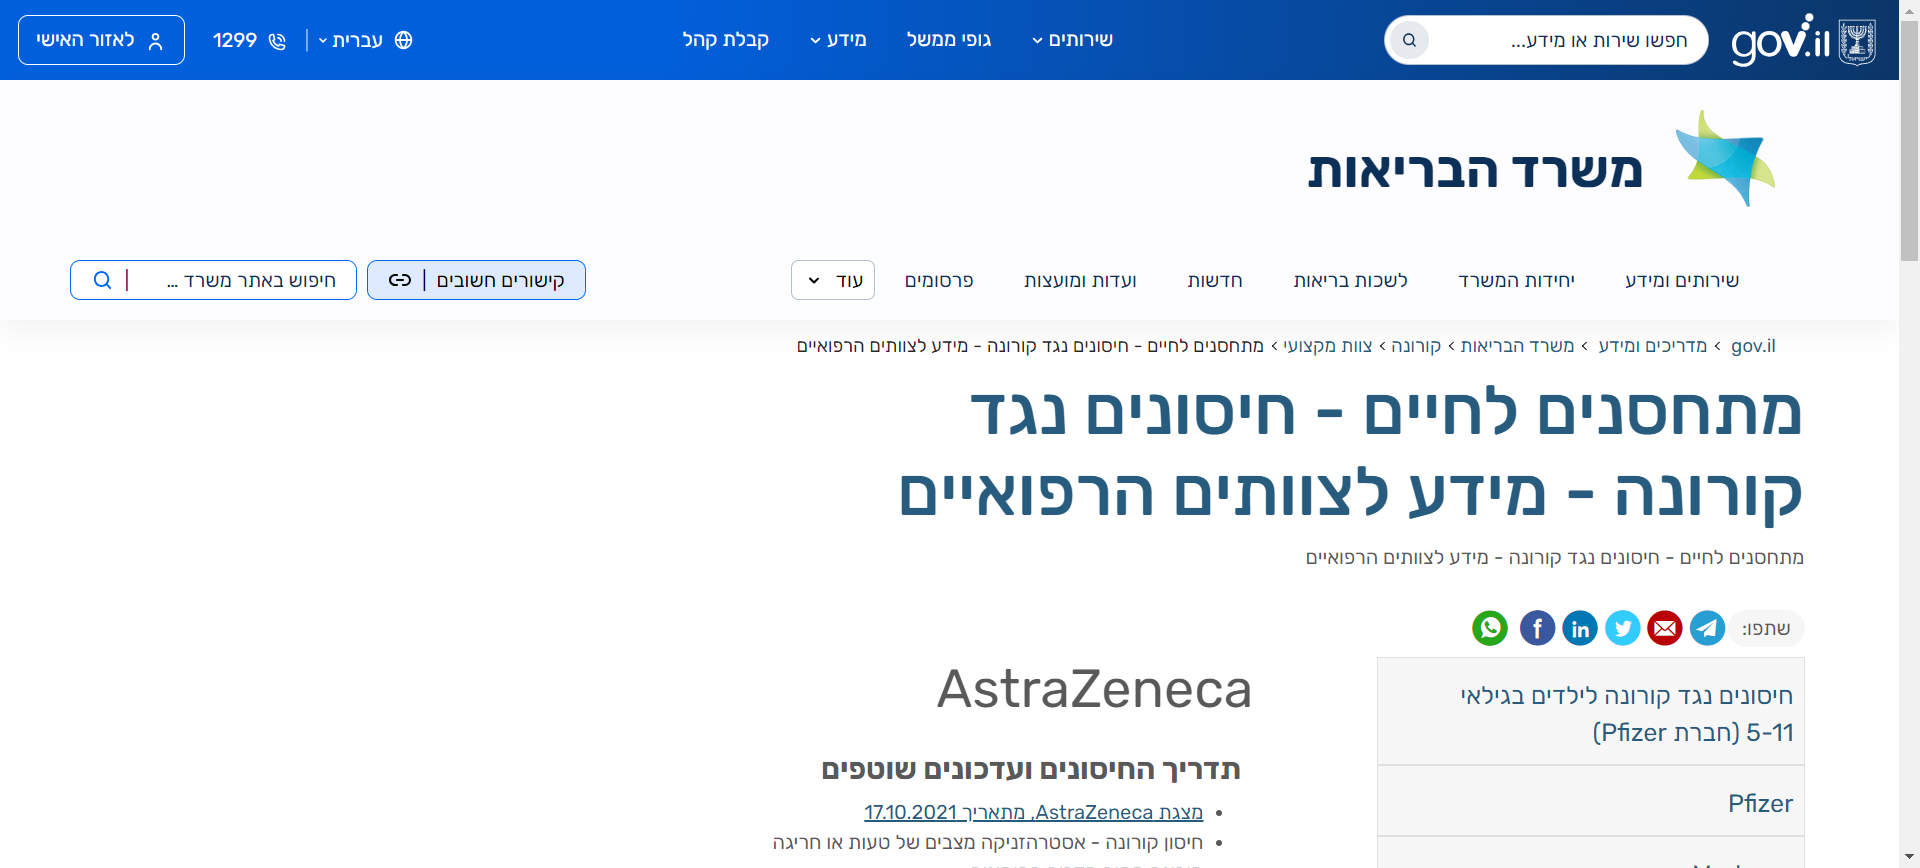 gov.il
חפשו שירות או מידע...
שירותים
גופי ממשל
מידע
קבלת קהל
עברית
1299
לאזור האישי
משרד הבריאות
שירותים ומידע
יחידות המשרד
לשכות בריאות
חדשות
ועדות ומועצות
פרסומים
עוד
קישורים חשובים
חיפוש באתר משרד ...
gov.il > מדריכים ומידע > משרד הבריאות > קורונה > צוות מקצועי > מתחסנים לחיים - חיסונים נגד קורונה - מידע לצוותים הרפואיים
מתחסנים לחיים - חיסונים נגד
קורונה - מידע לצוותים הרפואיים
מתחסנים לחיים - חיסונים נגד קורונה - מידע לצוותים הרפואיים
שתפו:
חיסונים נגד קורונה לילדים בגילאי
5-11 (חברת Pfizer)
Pfizer
AstraZeneca
תדריך החיסונים ועדכונים שוטפים
מצגת AstraZeneca, מתאריך 17.10.2021
חיסון קורונה - אסטרהזניקה מצבים של טעות או חריגה